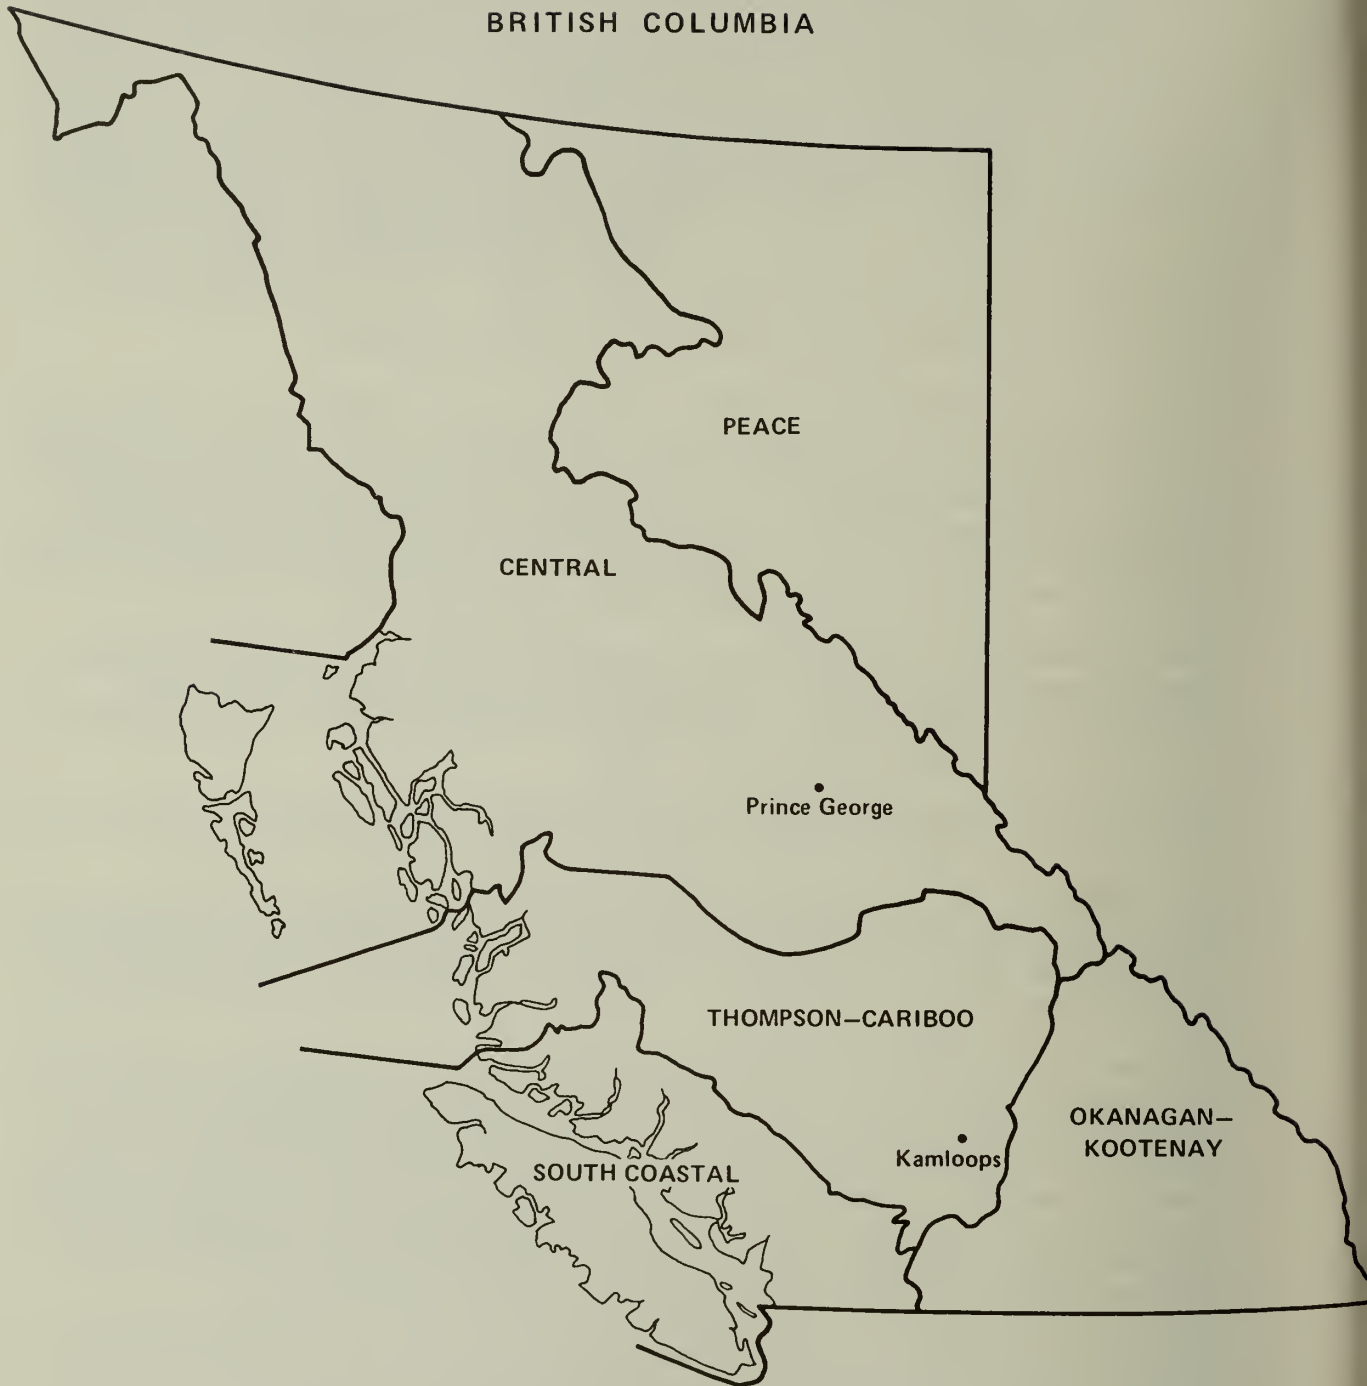 BRITISH COLUMBIA
PEACE
CENTRAL
Prince George
THOMPSON–CARIBOO
OKANAGAN–
KOOTENAY
Kamloops
SOUTH COASTAL